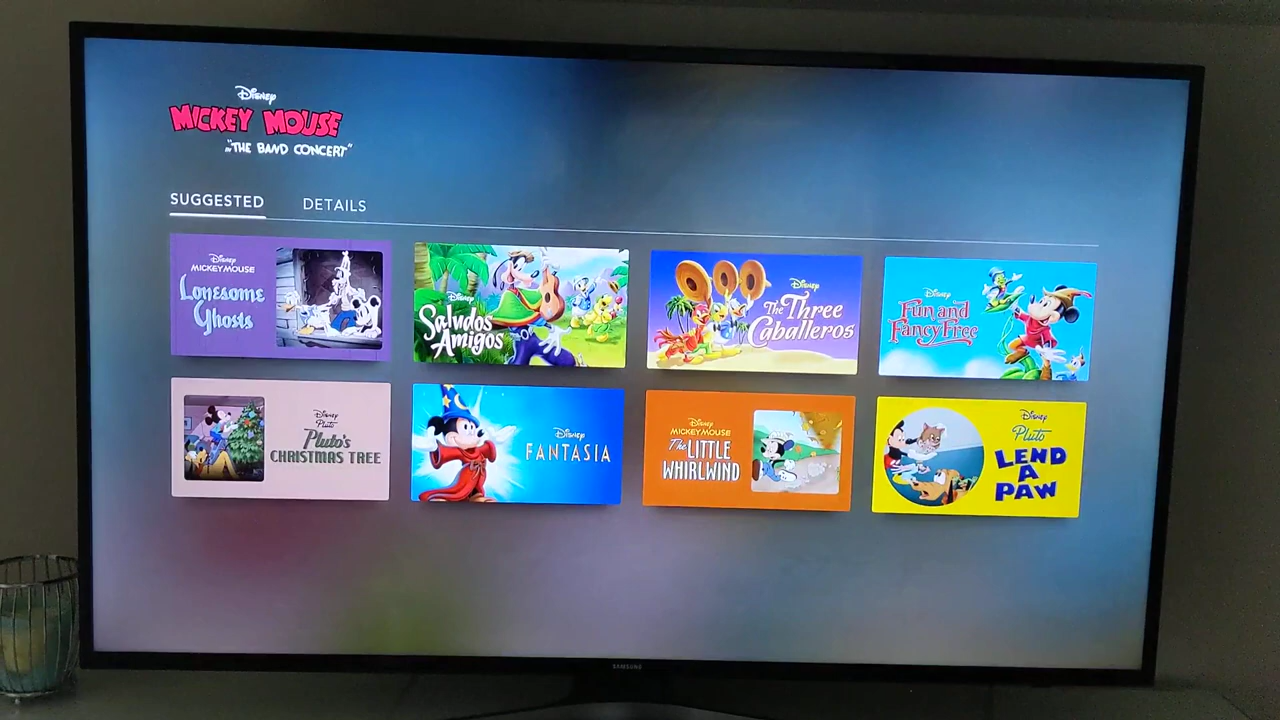 Disney
MICKEY MOUSE
in "THE BAND CONCERT"
SUGGESTED
DETAILS
Disney
MICKEY MOUSE
Lonesome
Ghosts
Disney
Saludos
Amigos
Disney
The Three
Caballeros
Disney
Fun and
Fancy Free
Disney
Pluto
Pluto's
CHRISTMAS TREE
Disney
FANTASIA
Disney
MICKEY MOUSE
The LITTLE
WHIRLWIND
Disney
Pluto
LEND
A
PAW
SAMSUNG